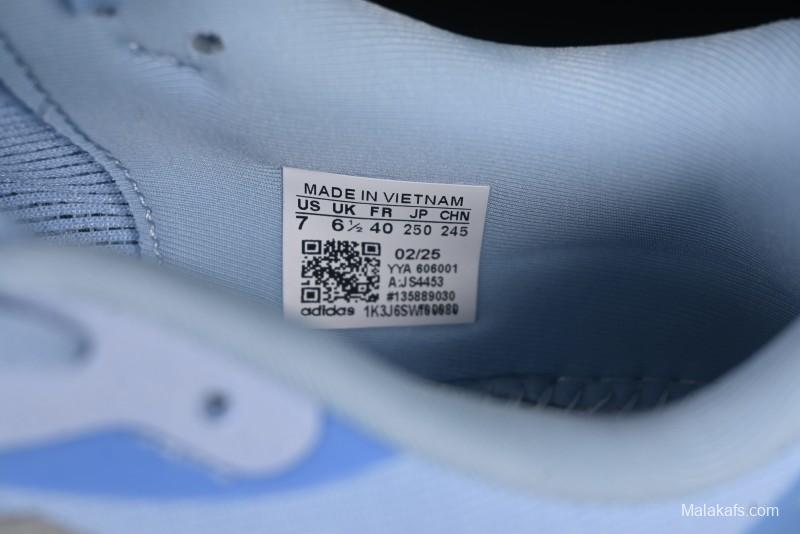 MADE IN VIETNAM
US UK FR JP CHN
7 6½ 40 250 245
02/25
YYA 606001
A:JS4453
#135889030
adidas
Malakafs.com